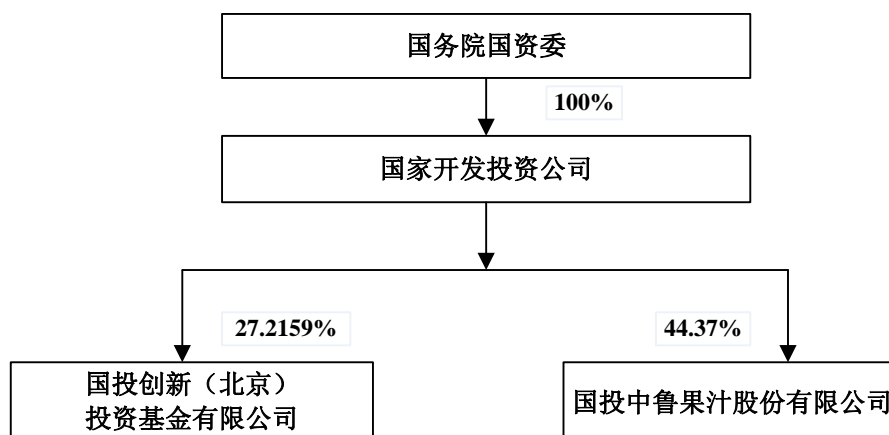 国务院国资委
100%
国家开发投资公司
27.2159%
44.37%
国投创新（北京）
投资基金有限公司
国投中鲁果汁股份有限公司